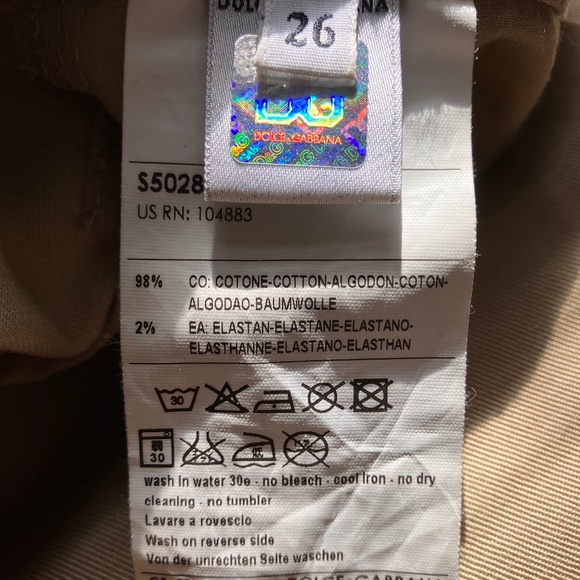 26
DOLCE & GABBANA
S5028
US RN: 104883
98% CO: COTONE-COTTON-ALGODON-COTON-
ALGODAO-BAUMWOLLE
2% EA: ELASTAN-ELASTANE-ELASTANO-
ELASTHANNE-ELASTANO-ELASTHAN
30
30
wash in water 30e - no bleach - cool iron - no dry
cleaning - no tumbler
Lavare a rovescio
Wash on reverse side
Von der unrechten Seite waschen
DOLCE-GABBANA